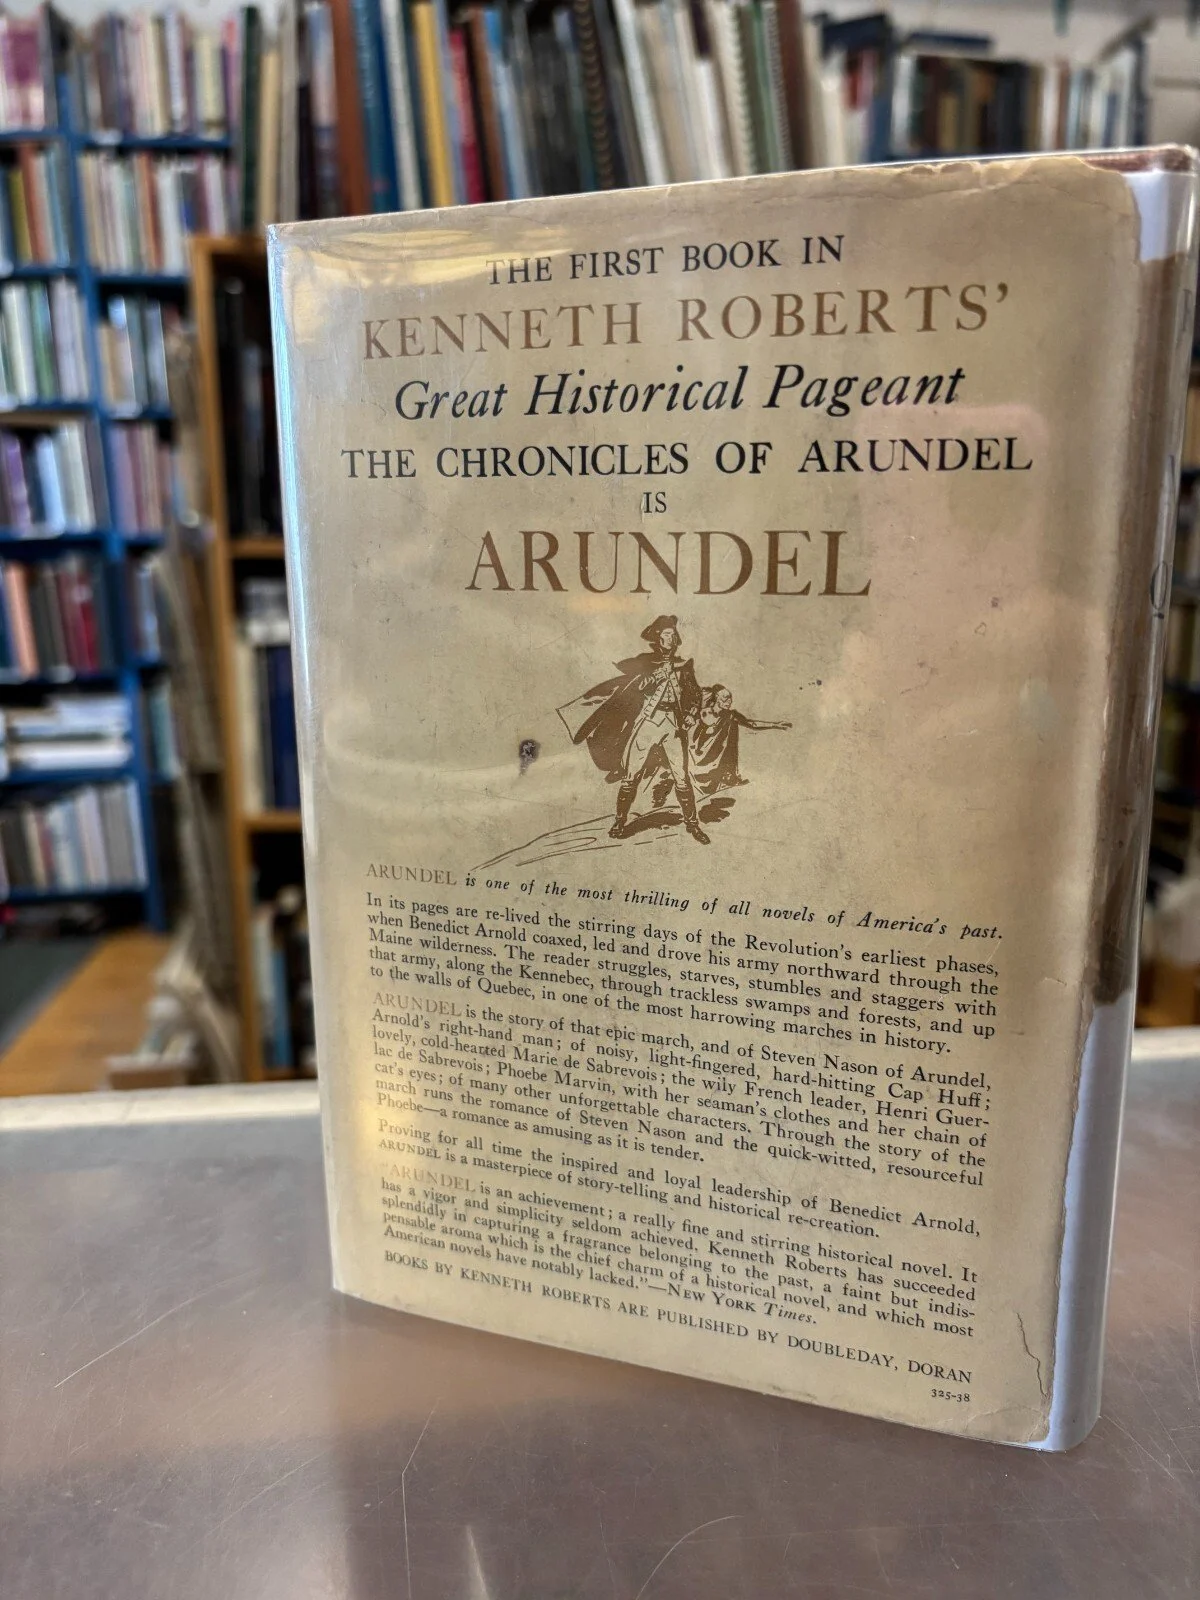 THE FIRST BOOK IN
KENNETH ROBERTS'
Great Historical Pageant
THE CHRONICLES OF ARUNDEL
IS
ARUNDEL
ARUNDEL is one of the most thrilling of all novels of America's past.
In its pages are re-lived the stirring days of the Revolution's earliest phases,
when Benedict Arnold coaxed, led and drove his army northward through the
Maine wilderness. The reader struggles, starves, stumbles and staggers with
that army, along the Kennebec, through trackless swamps and forests, and up
to the walls of Quebec, in one of the most harrowing marches in history.
ARUNDEL is the story of that epic march, and of Steven Nason of Arundel,
Arnold's right-hand man; of noisy, light-fingered, hard-hitting Cap Huff;
lovely, cold-hearted Marie de Sabrevois; the wily French leader, Henri Guer-
lac de Sabrevois; Phoebe Marvin, with her seaman's clothes and her chain of
cat's eyes; of many other unforgettable characters. Through the story of the
march runs the romance of Steven Nason and the quick-witted, resourceful
Phoebe—a romance as amusing as it is tender.
Proving for all time the inspired and loyal leadership of Benedict Arnold,
ARUNDEL is a masterpiece of story-telling and historical re-creation.
"ARUNDEL is an achievement; a really fine and stirring historical novel. It
has a vigor and simplicity seldom achieved. Kenneth Roberts has succeeded
splendidly in capturing a fragrance belonging to the past, a faint but indis-
pensable aroma which is the chief charm of a historical novel, and which most
American novels have notably lacked."—NEW YORK Times.
BOOKS BY KENNETH ROBERTS ARE PUBLISHED BY DOUBLEDAY, DORAN
325-38